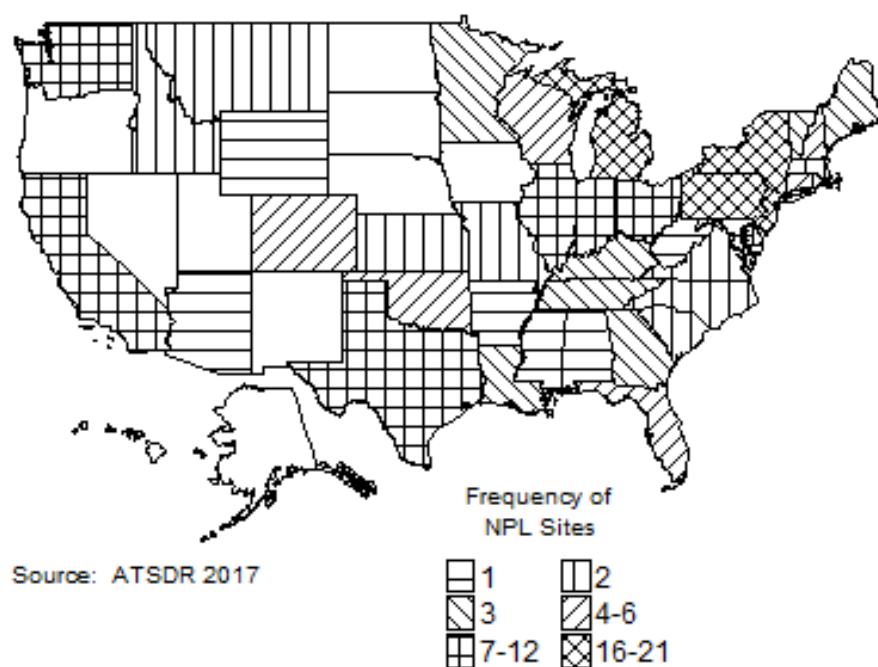 Frequency of
NPL Sites
Source: ATSDR 2017
1 2
3 4-6
7-12 16-21